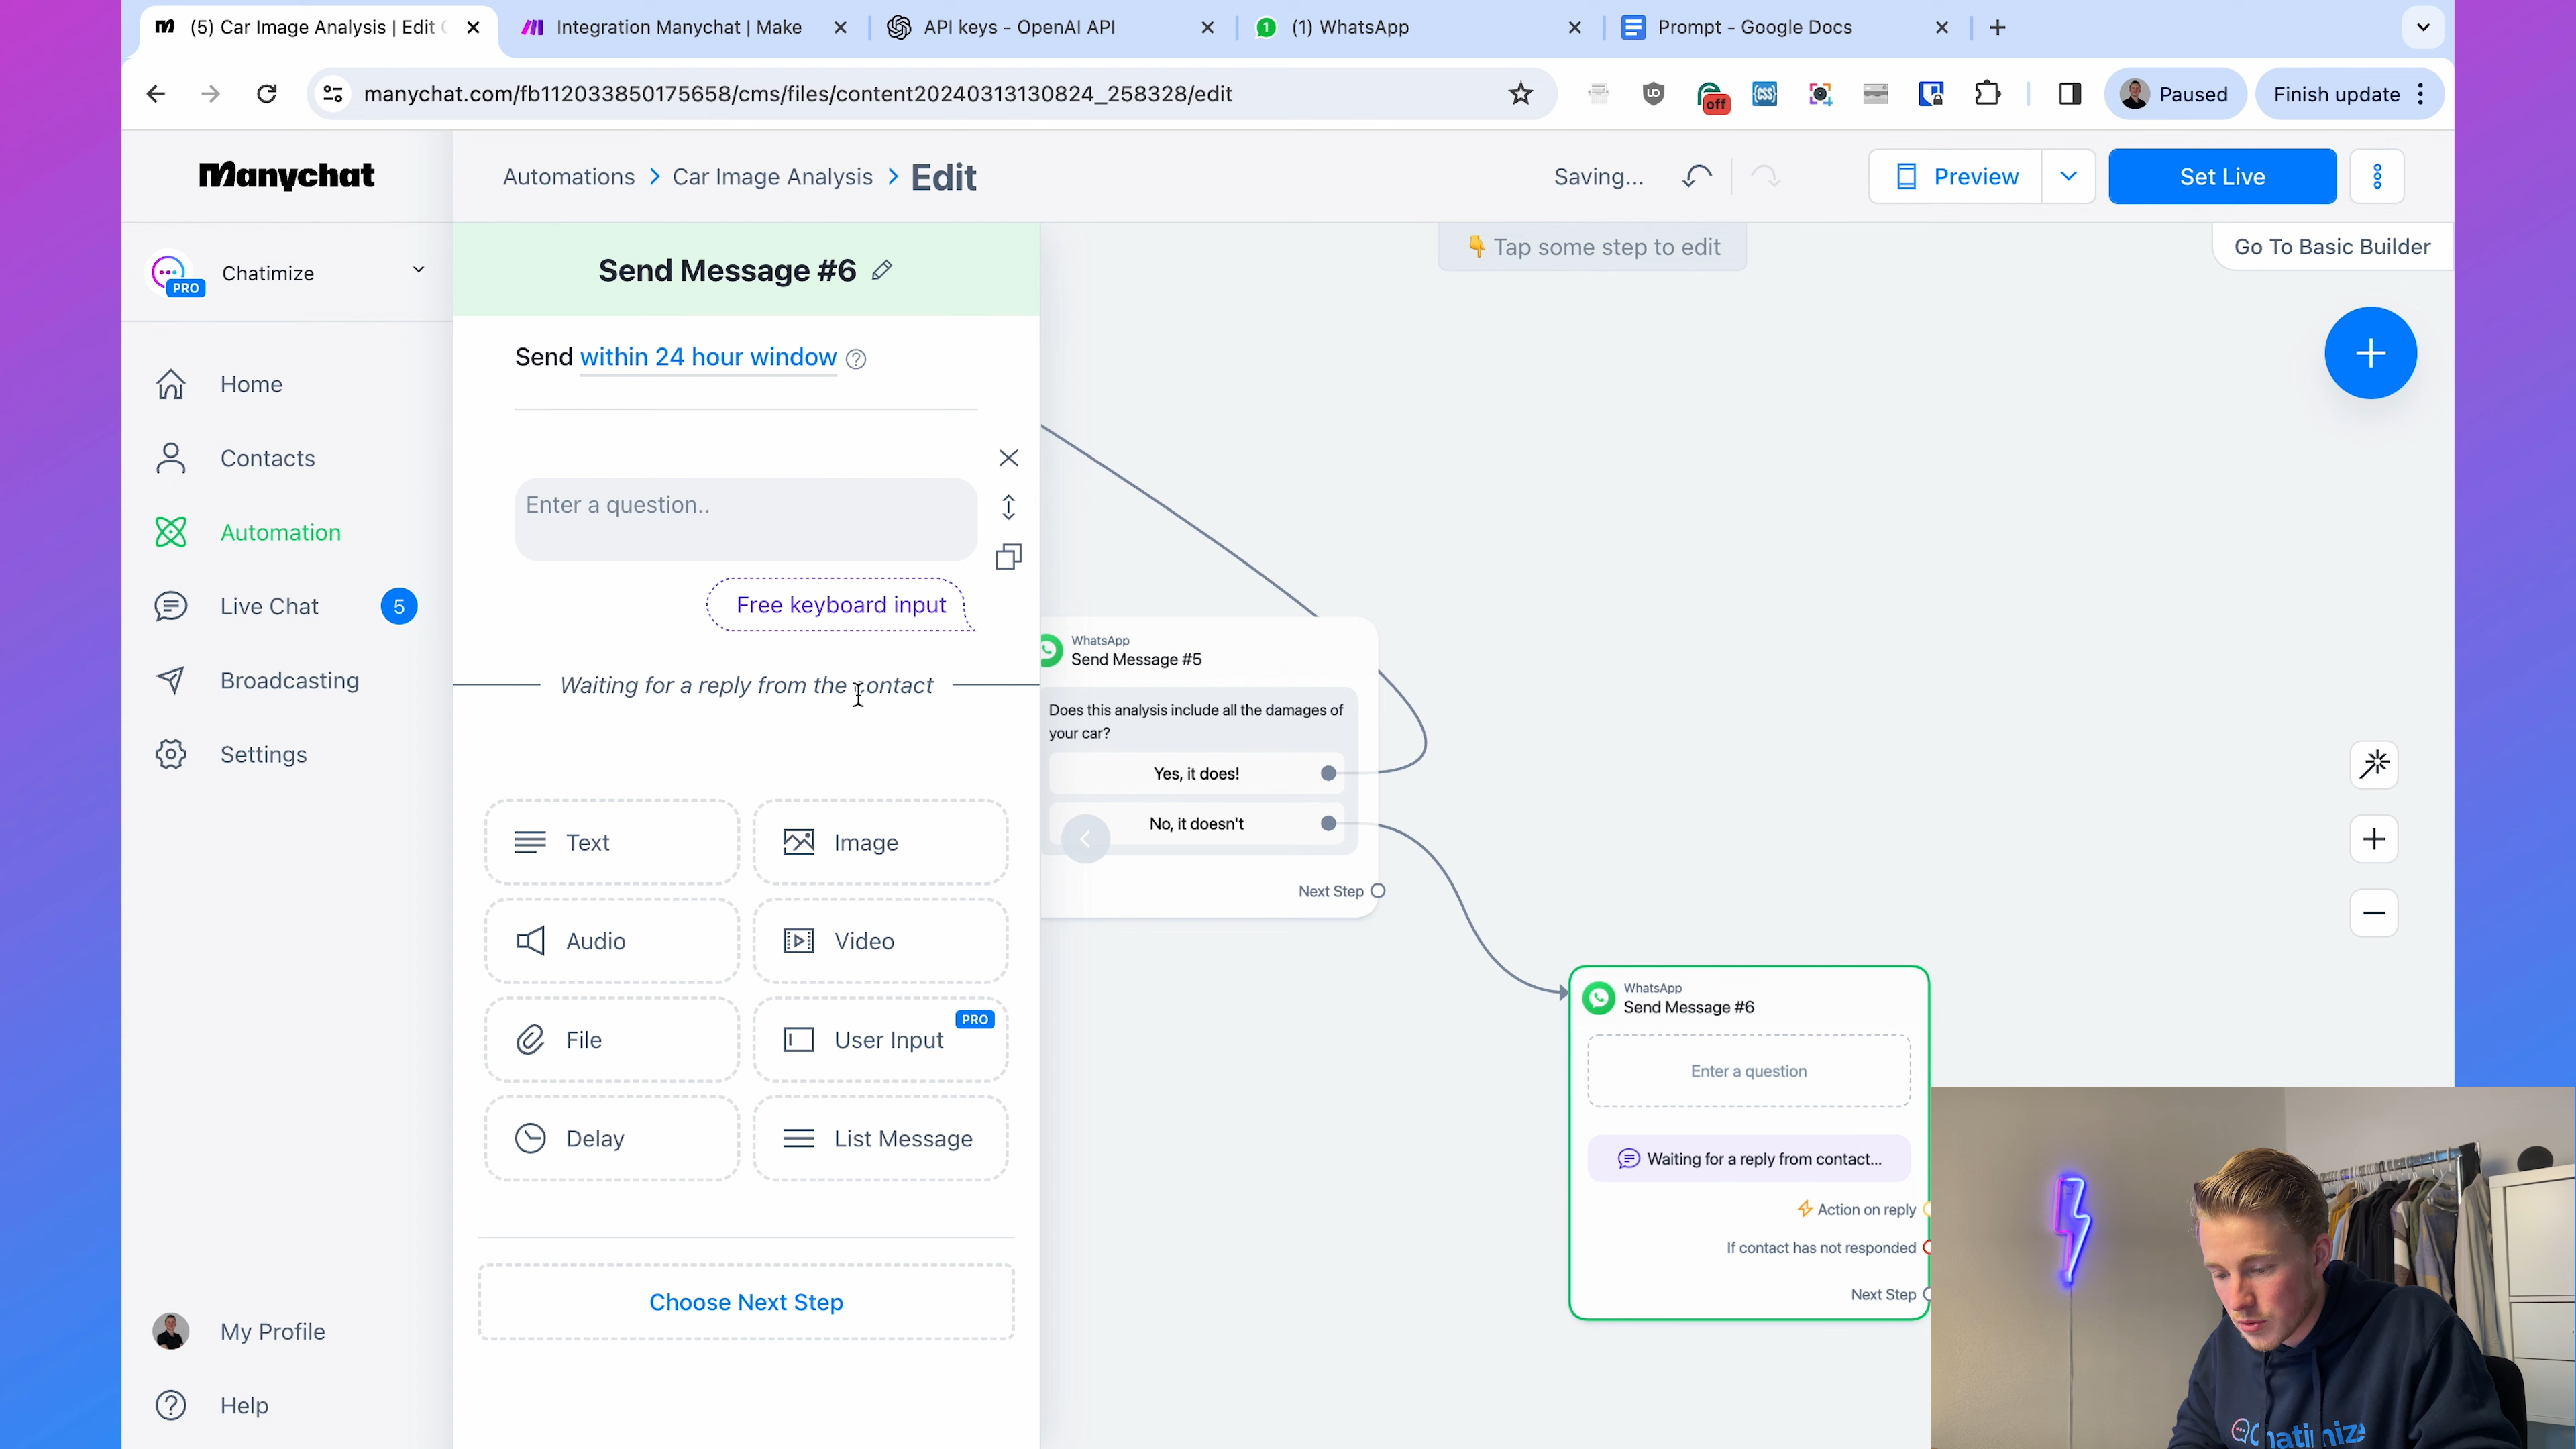 (5) Car Image Analysis | Edit
Integration Manychat | Make
API keys - OpenAI API
1
(1) WhatsApp
Prompt - Google Docs
manychat.com/fb112033850175658/cms/files/content20240313130824_258328/edit
off
Paused
Finish update
Manychat
Automations > Car Image Analysis > Edit
Saving...
Preview
Set Live
Chatimize
PRO
Home
Contacts
Automation
Live Chat
5
Broadcasting
Settings
My Profile
Help
Send Message #6
Send within 24 hour window
Enter a question..
Free keyboard input
Waiting for a reply from the contact
Text
Image
Audio
Video
File
User Input
PRO
Delay
List Message
Choose Next Step
👇 Tap some step to edit
Go To Basic Builder
WhatsApp
Send Message #5
Does this analysis include all the damages of
your car?
Yes, it does!
No, it doesn't
Next Step
WhatsApp
Send Message #6
Enter a question
Waiting for a reply from contact...
Action on reply
If contact has not responded
Next Step
Chatimize